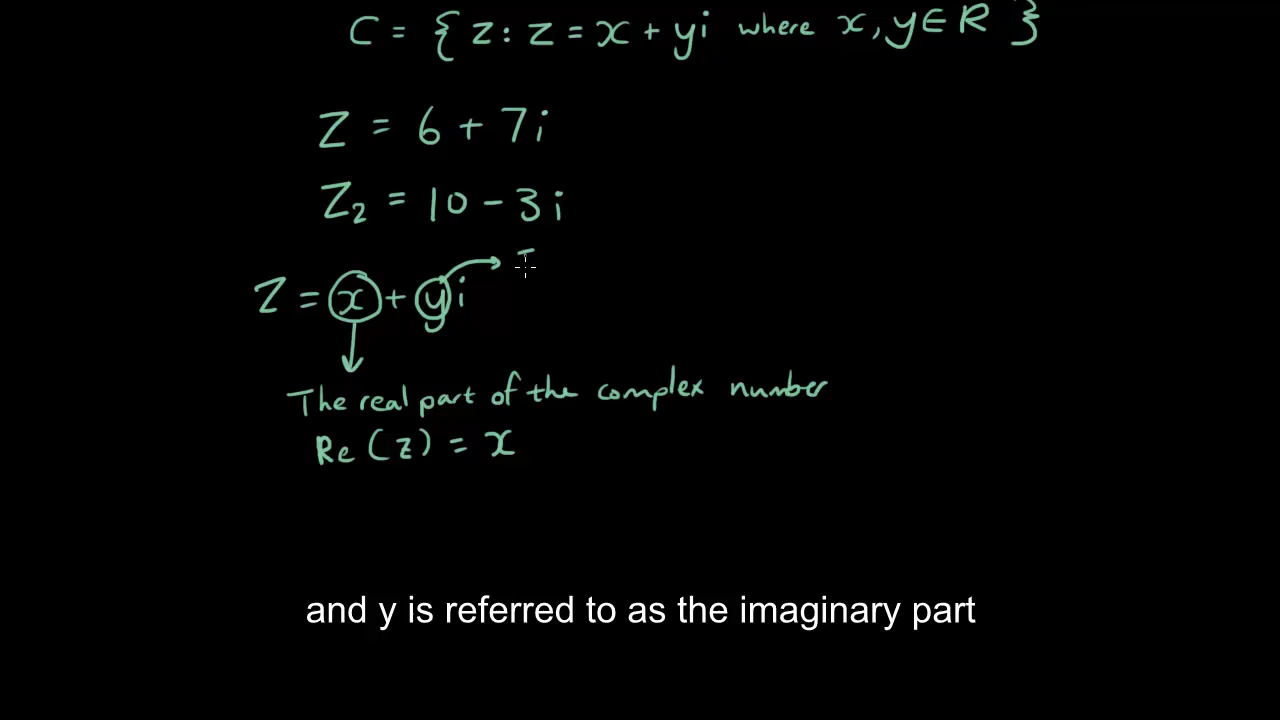 C = { z : z = x + yi where x, y ∈ R }
Z = 6 + 7i
Z₂ = 10 - 3i
Z = x + yi
The real part of the complex number
Re(z) = x
and y is referred to as the imaginary part